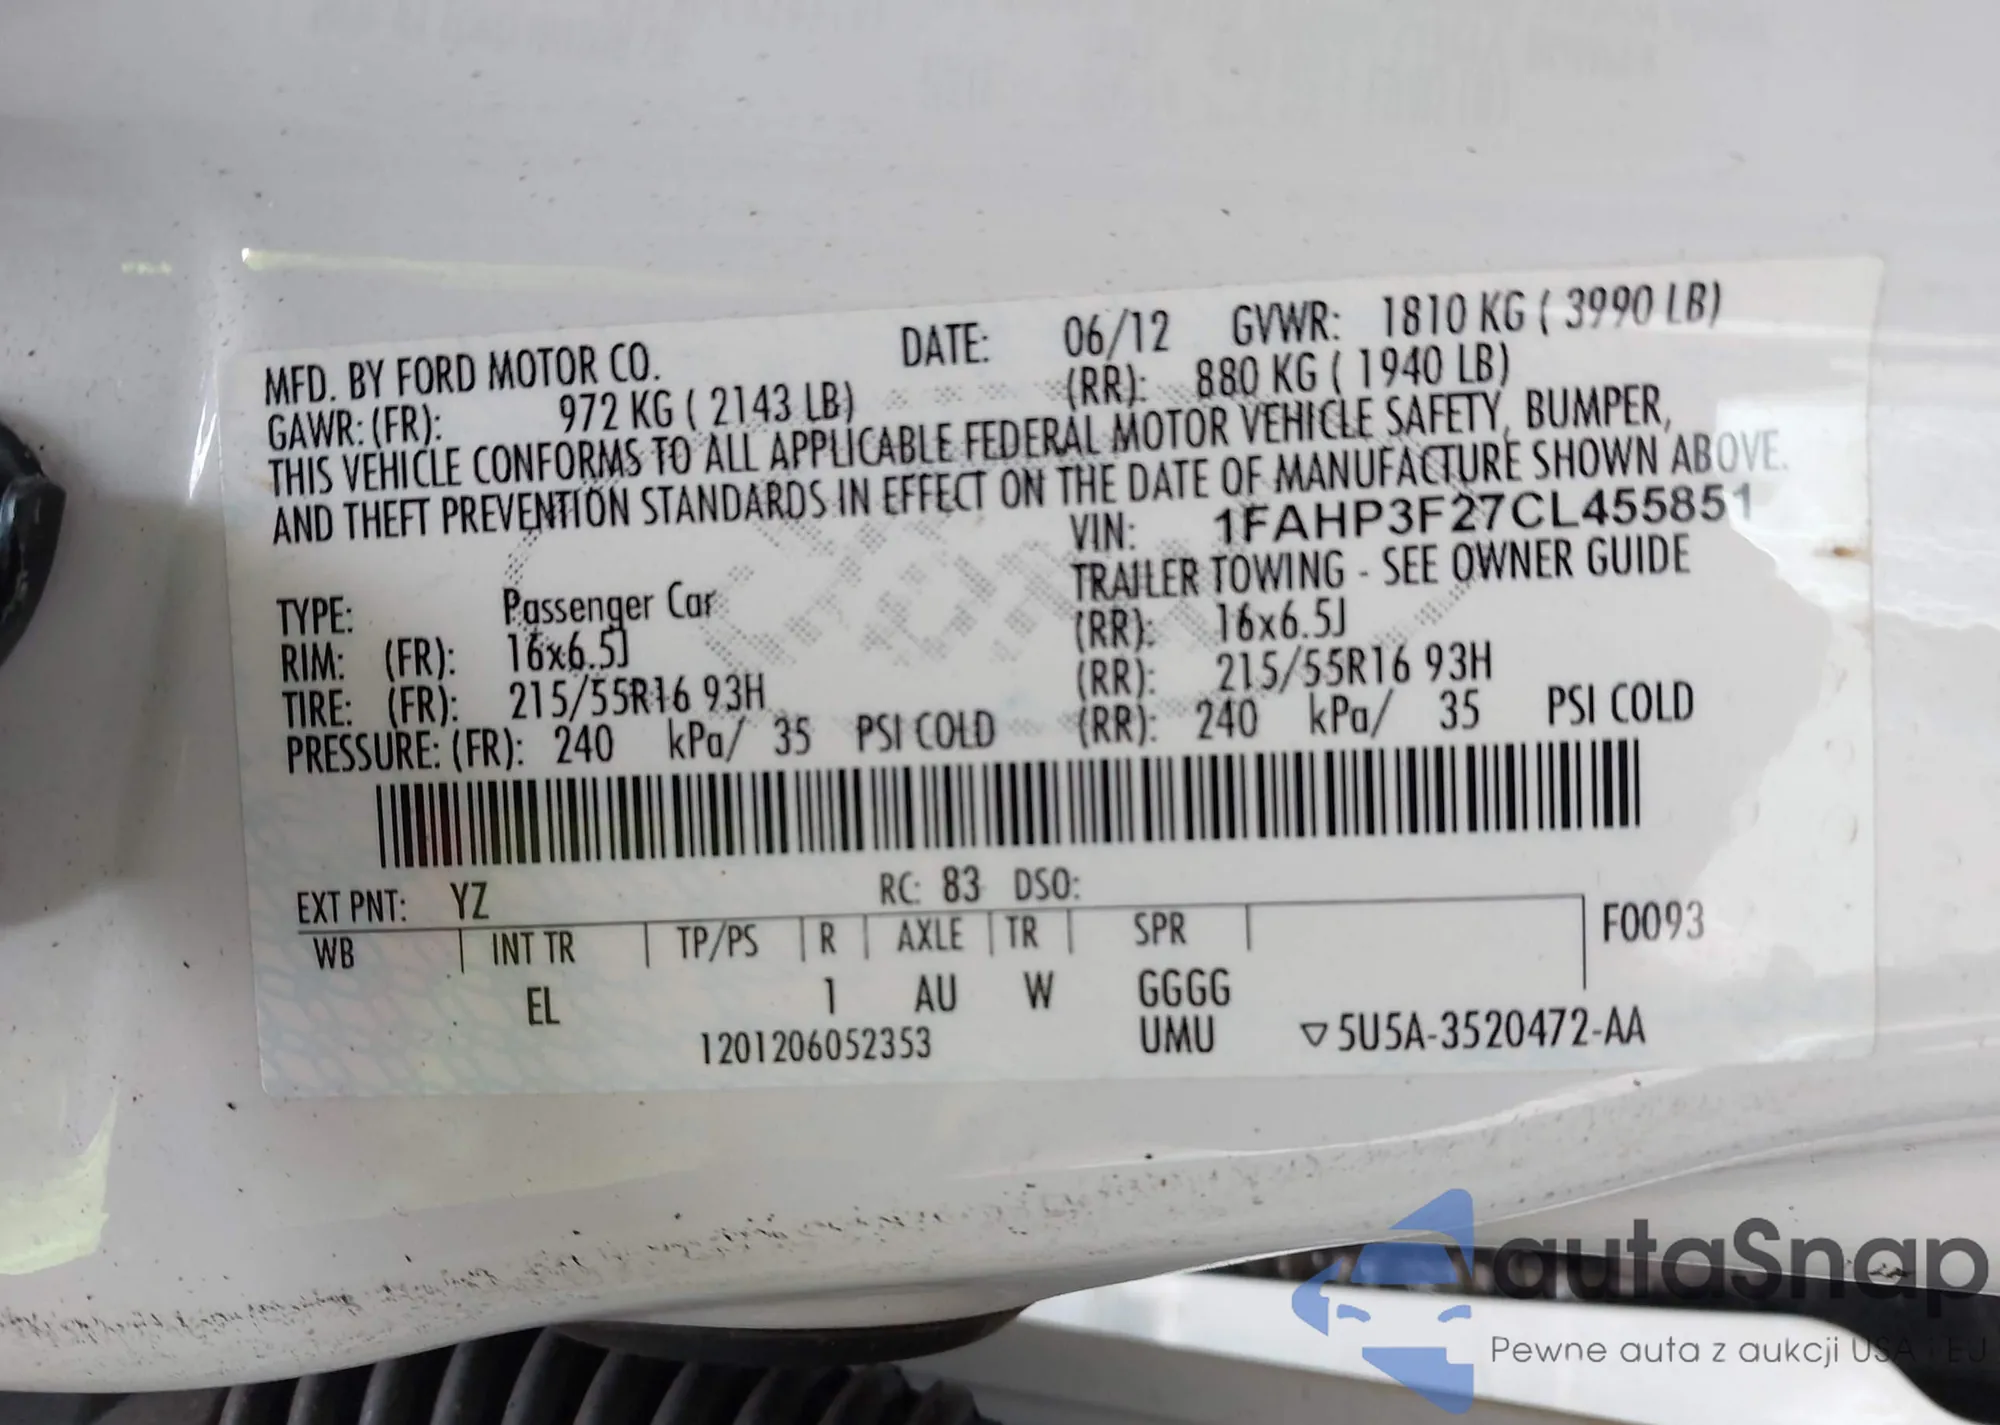 MFD. BY FORD MOTOR CO. DATE: 06/12 GVWR: 1810 KG ( 3990 LB)
GAWR: (FR): 972 KG ( 2143 LB) (RR): 880 KG ( 1940 LB)
THIS VEHICLE CONFORMS TO ALL APPLICABLE FEDERAL MOTOR VEHICLE SAFETY, BUMPER,
AND THEFT PREVENTION STANDARDS IN EFFECT ON THE DATE OF MANUFACTURE SHOWN ABOVE.
VIN: 1FAHP3F27CL455851
TYPE: Passenger Car TRAILER TOWING - SEE OWNER GUIDE
RIM: (FR): 16x6.5J (RR): 16x6.5J
TIRE: (FR): 215/55R16 93H (RR): 215/55R16 93H
PRESSURE: (FR): 240 kPa/ 35 PSI COLD (RR): 240 kPa/ 35 PSI COLD
EXT PNT: YZ RC: 83 DSO:
WB INT TR TP/PS R AXLE TR SPR F0093
EL 1 AU W GGGG
1201206052353 UMU ▽5U5A-3520472-AA
autaSnap
Pewne auta z aukcji USA · EU